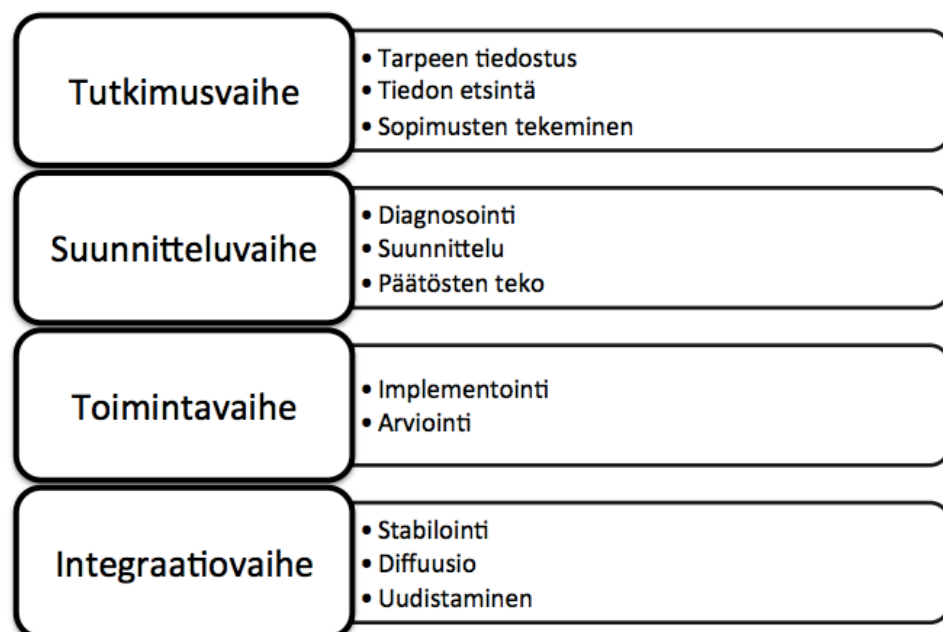 Tutkimusvaihe
• Tarpeen tiedostus
• Tiedon etsintä
• Sopimusten tekeminen
Suunnitteluvaihe
• Diagnosointi
• Suunnittelu
• Päätösten teko
Toimintavaihe
• Implementointi
• Arviointi
Integraatiovaihe
• Stabilointi
• Diffuusio
• Uudistaminen